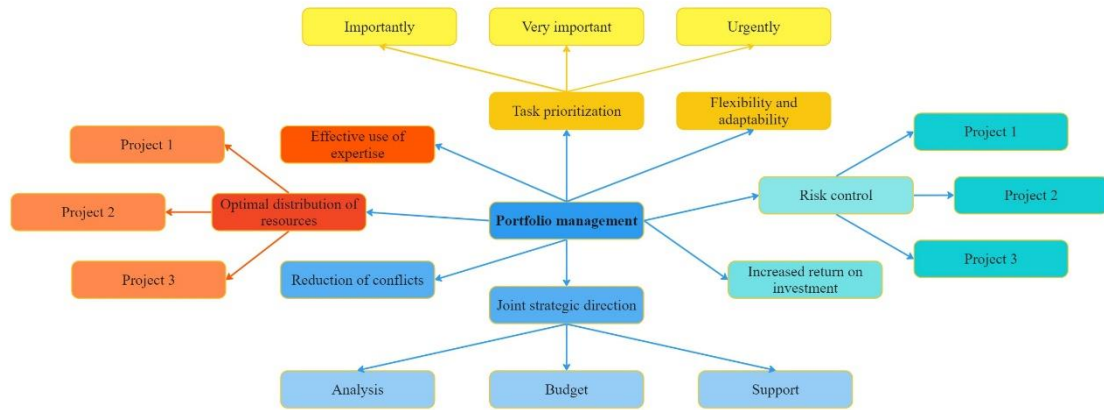 Importantly
Very important
Urgently
Task prioritization
Flexibility and
adaptability
Effective use of
expertise
Project 1
Project 1
Optimal distribution of
resources
Project 2
Portfolio management
Risk control
Project 2
Project 3
Reduction of conflicts
Increased return on
investment
Project 3
Joint strategic direction
Analysis
Budget
Support